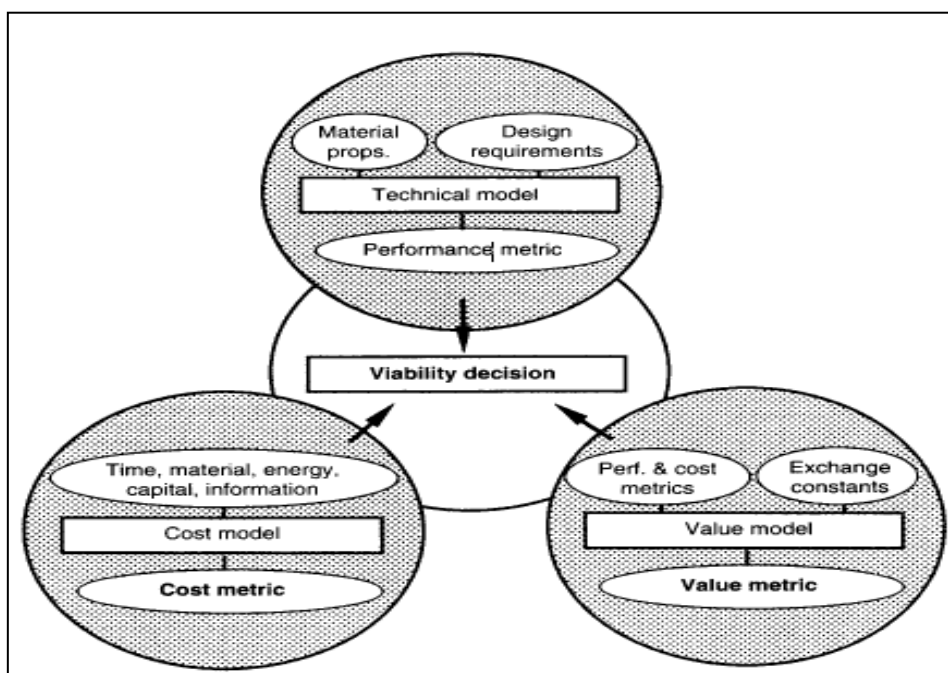 Material
props.
Design
requirements
Technical model
Performance metric
Viability decision
Time, material, energy,
capital, information
Cost model
Cost metric
Perf. & cost
metrics
Exchange
constants
Value model
Value metric